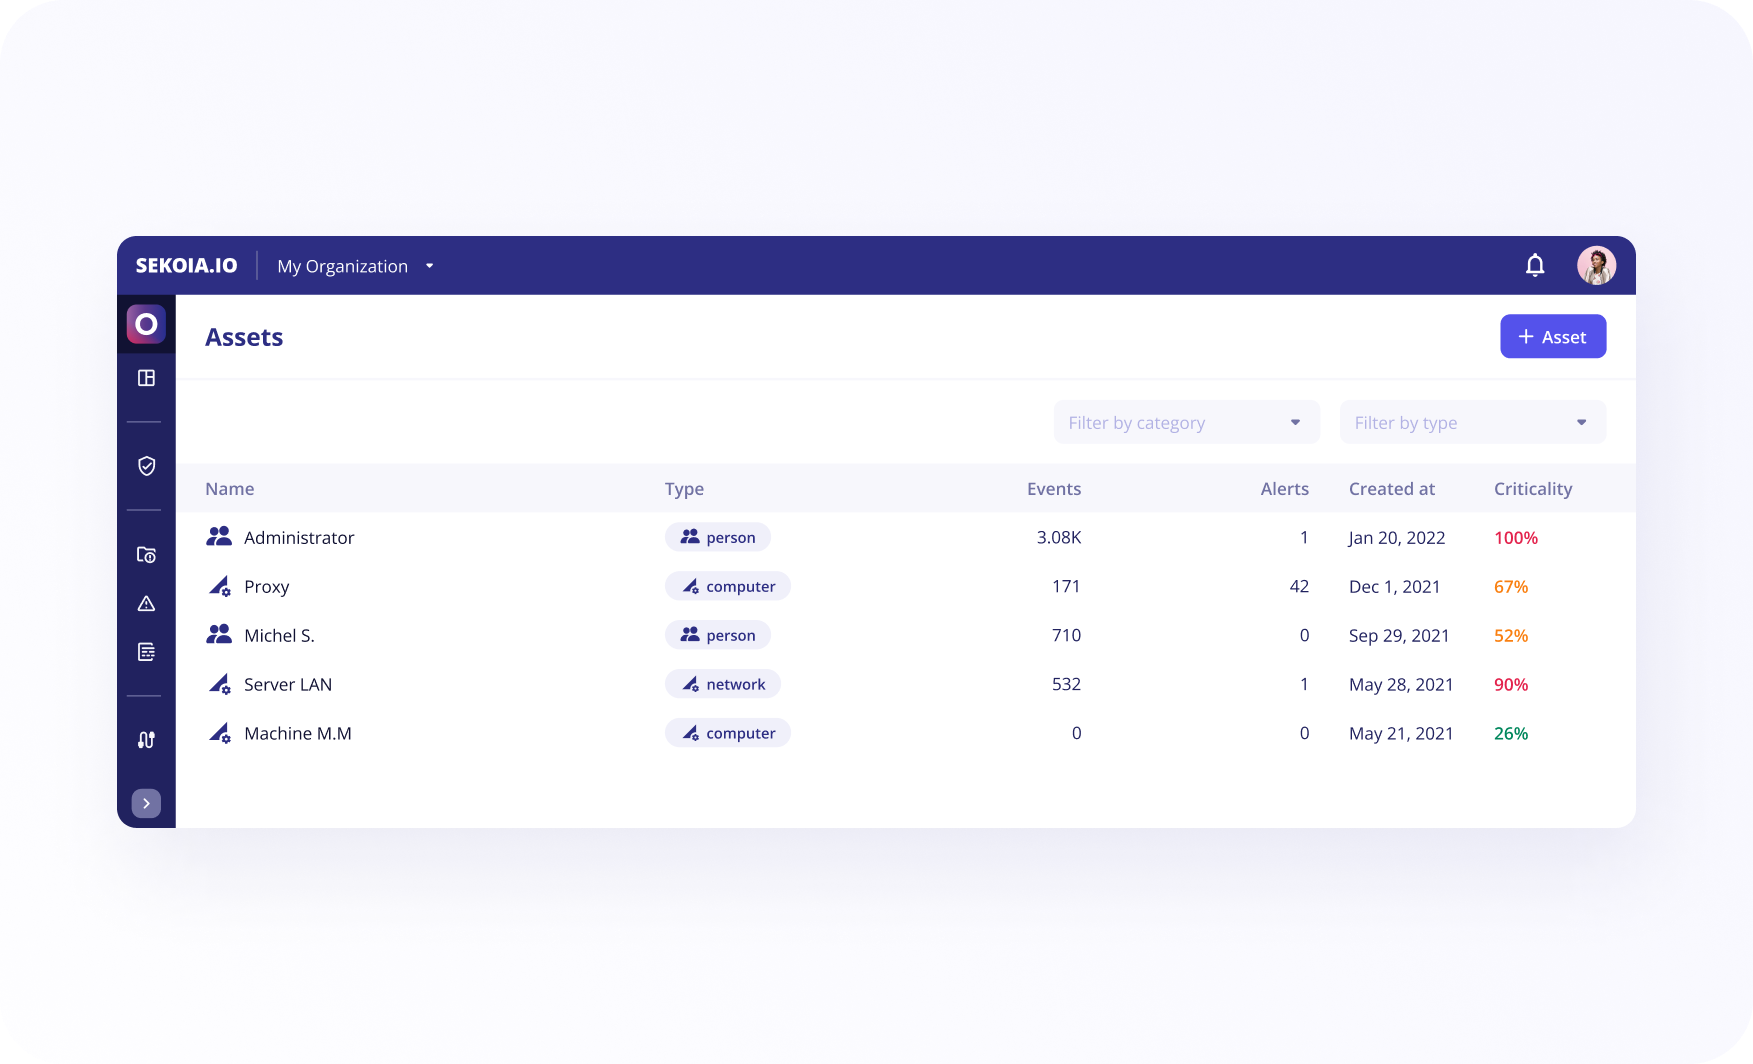 SEKOIA.IO My Organization
Assets
+ Asset
Filter by category Filter by type
Name Type Events Alerts Created at Criticality
Administrator person 3.08K 1 Jan 20, 2022 100%
Proxy computer 171 42 Dec 1, 2021 67%
Michel S. person 710 0 Sep 29, 2021 52%
Server LAN network 532 1 May 28, 2021 90%
Machine M.M computer 0 0 May 21, 2021 26%